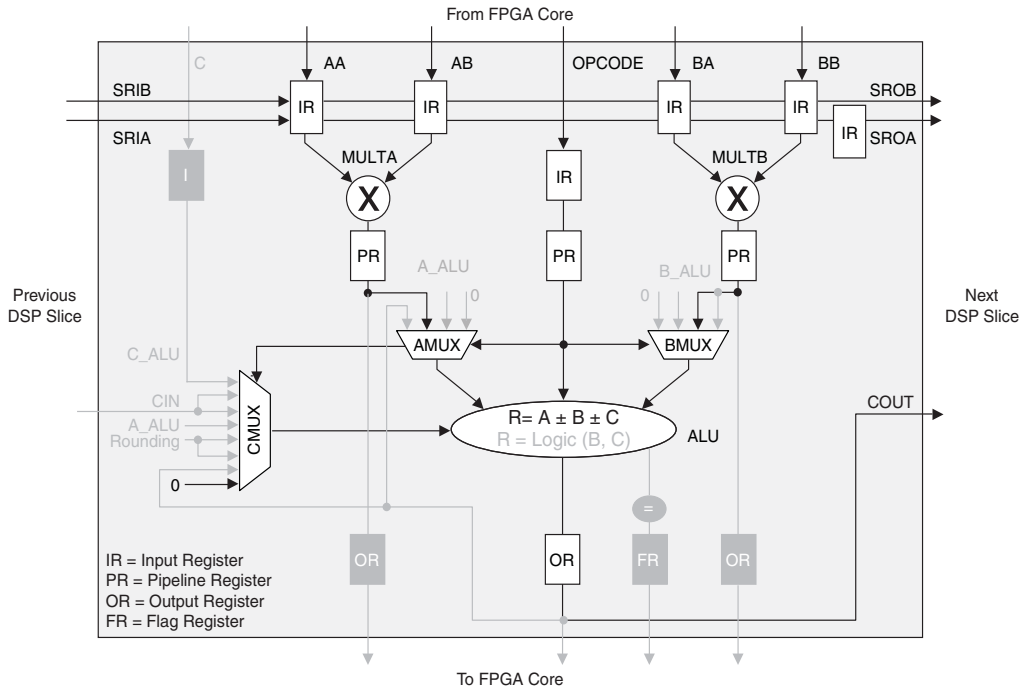 From FPGA Core
C
AA
AB
OPCODE
BA
BB
SRIB
SROB
IR
IR
IR
IR
SRIA
IR
SROA
MULTA
MULTB
I
IR
X
X
PR
PR
PR
A_ALU
B_ALU
0
0
Previous
DSP Slice
Next
DSP Slice
AMUX
BMUX
C_ALU
CIN
A_ALU
Rounding
0
CMUX
R= A ± B ± C
R = Logic (B, C)
ALU
COUT
=
OR
OR
FR
OR
IR = Input Register
PR = Pipeline Register
OR = Output Register
FR = Flag Register
To FPGA Core